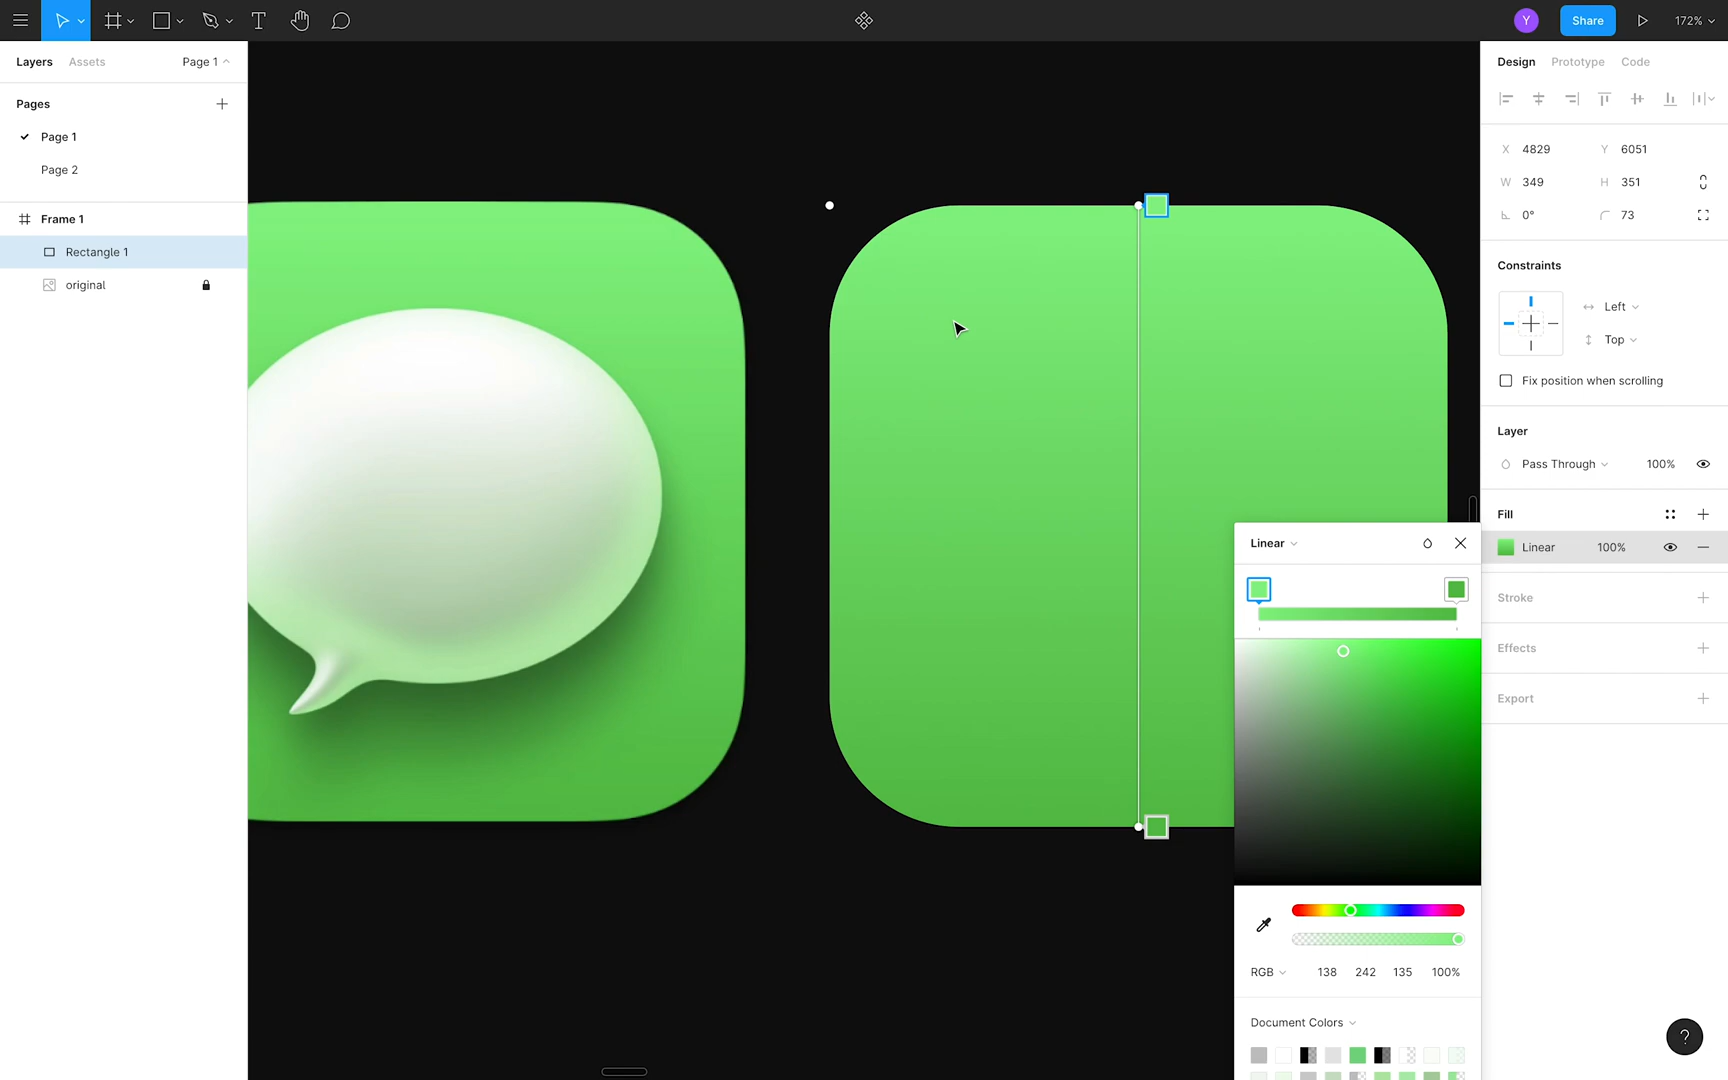 Y
Share
172%
Layers
Assets
Page 1
Pages
Page 1
Page 2
Frame 1
Rectangle 1
original
Design
Prototype
Code
X 4829
Y 6051
W 349
H 351
0°
73
Constraints
Left
Top
Fix position when scrolling
Layer
Pass Through
100%
Fill
Linear
100%
Stroke
Effects
Export
Linear
RGB
138
242
135
100%
Document Colors
?